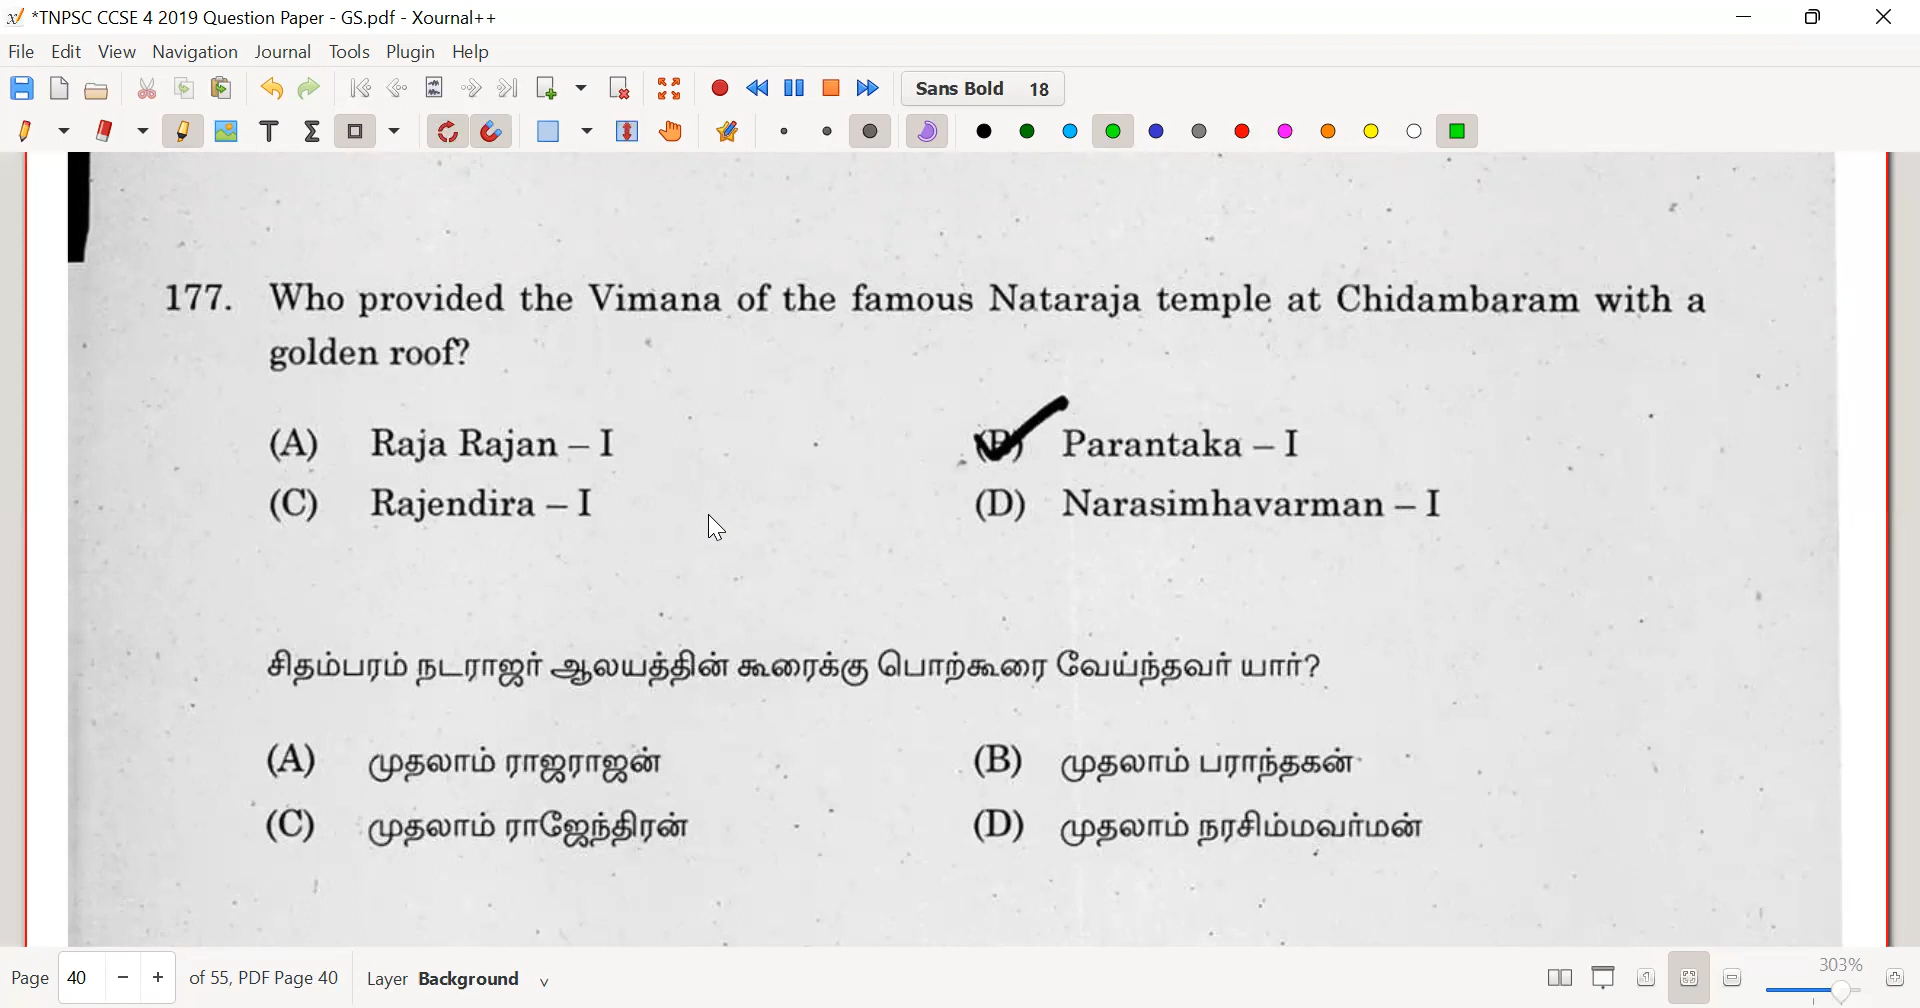 *TNPSC CCSE 4 2019 Question Paper - GS.pdf - Xournal++
File Edit View Navigation Journal Tools Plugin Help
Sans Bold 18
177. Who provided the Vimana of the famous Nataraja temple at Chidambaram with a
golden roof?
(A) Raja Rajan – I (B) Parantaka – I
(C) Rajendira – I (D) Narasimhavarman – I
சிதம்பரம் நடராஜர் ஆலயத்தின் கூரைக்கு பொற்கூரை வேய்ந்தவர் யார்?
(A) முதலாம் ராஜராஜன் (B) முதலாம் பராந்தகன்
(C) முதலாம் ராஜேந்திரன் (D) முதலாம் நரசிம்மவர்மன்
Page 40 − + of 55, PDF Page 40 Layer Background 303%